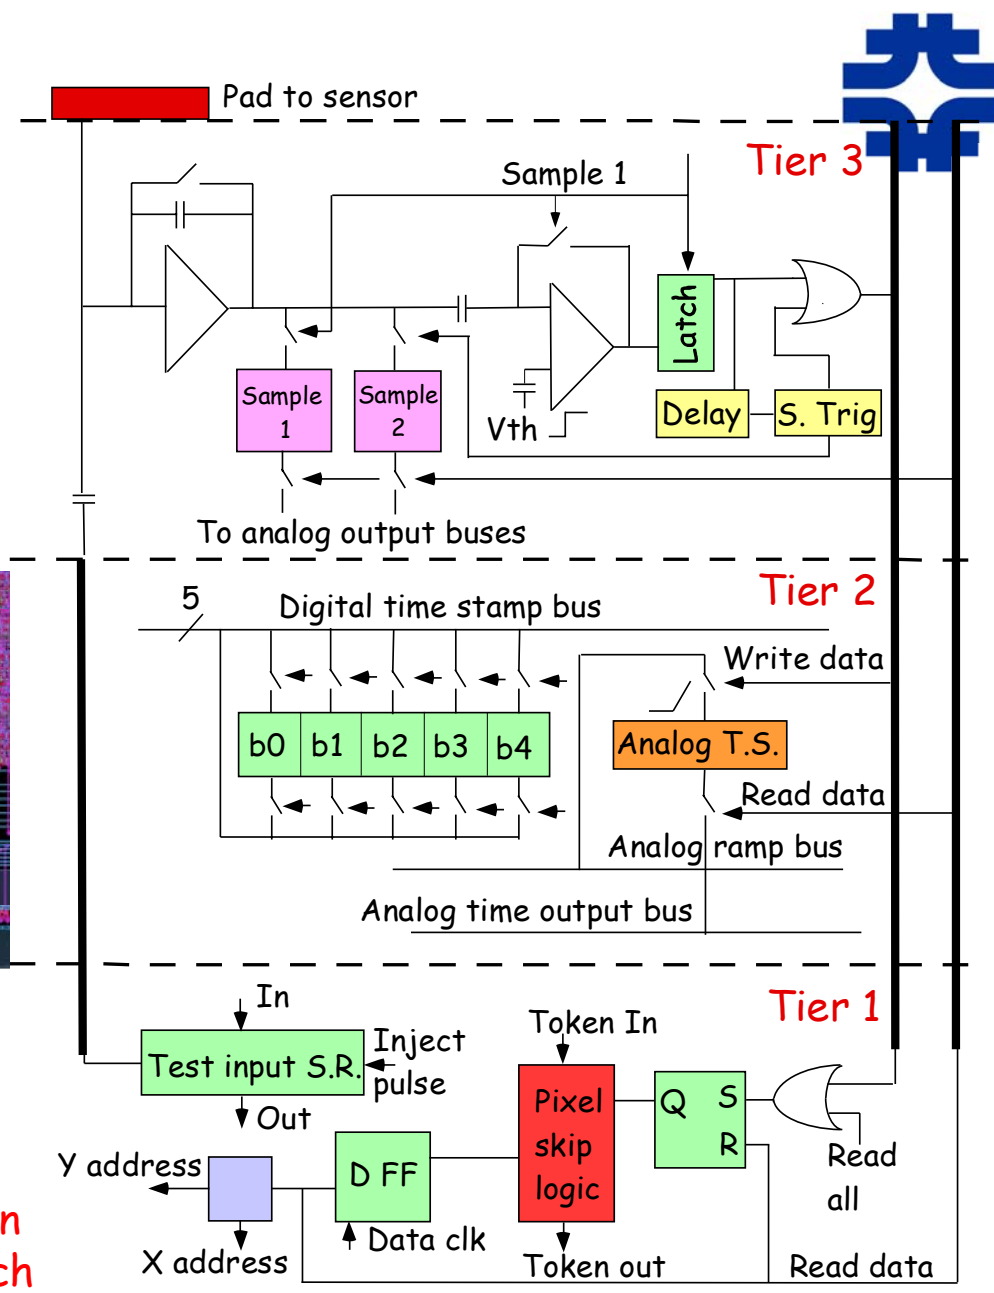 Pad to sensor
Tier 3
Sample 1
Latch
Sample
1
Sample
2
Vth
Delay
S. Trig
To analog output buses
Tier 2
5
Digital time stamp bus
Write data
b0
b1
b2
b3
b4
Analog T.S.
Read data
Analog ramp bus
Analog time output bus
Tier 1
In
Token In
Test input S.R.
Inject
pulse
Out
Pixel
skip
logic
Q
S
R
Read
all
Y address
D FF
Data clk
X address
Token out
Read data
n
ch